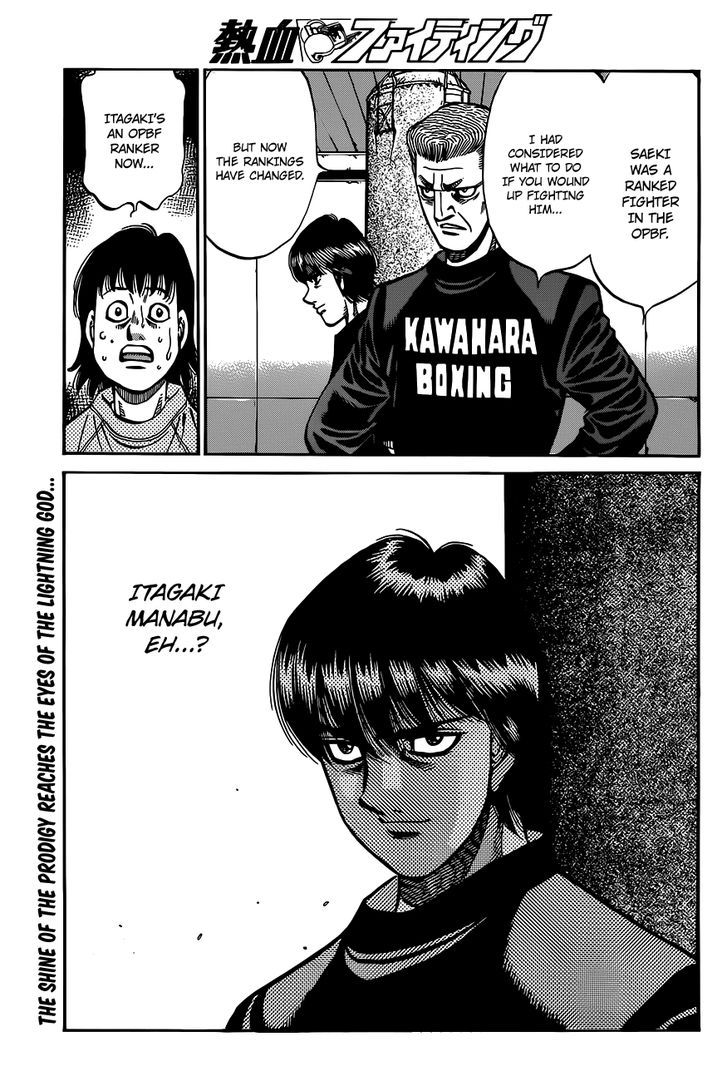 熱血ファイティング
SAEKI
WAS A
RANKED
FIGHTER
IN THE
OPBF.
I HAD
CONSIDERED
WHAT TO DO
IF YOU WOUND
UP FIGHTING
HIM...
BUT NOW
THE RANKINGS
HAVE CHANGED.
KAWAHARA
BOXING
ITAGAKI'S
AN OPBF
RANKER
NOW...
ITAGAKI
MANABU,
EH...?
THE SHINE OF THE PRODIGY REACHES THE EYES OF THE LIGHTNING GOD...